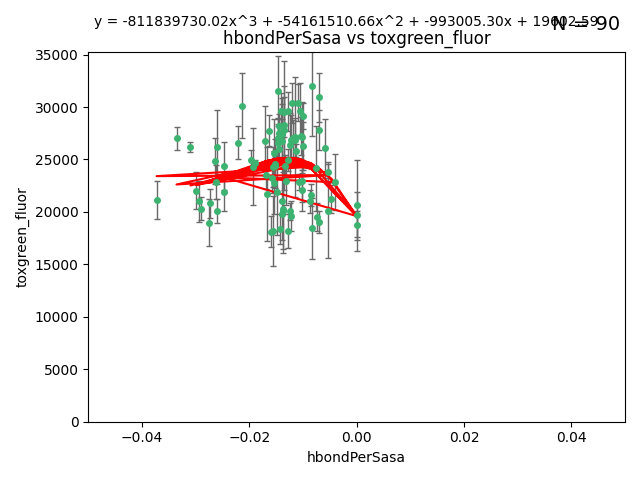 y = -811839730.02x^3 + -54161510.66x^2 + -993005.30x + 19602.59
N = 90
hbondPerSasa vs toxgreen_fluor
toxgreen_fluor
35000
30000
25000
20000
15000
10000
5000
0
−0.04
−0.02
0.00
0.02
0.04
hbondPerSasa